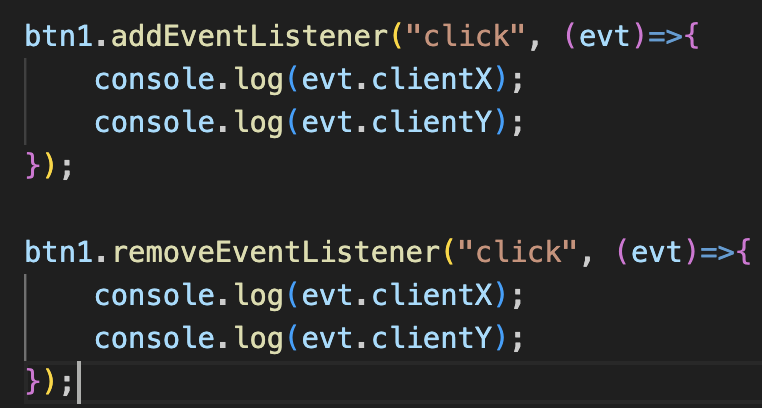 btn1.addEventListener("click", (evt)=>{
    console.log(evt.clientX);
    console.log(evt.clientY);
});

btn1.removeEventListener("click", (evt)=>{
    console.log(evt.clientX);
    console.log(evt.clientY);
});